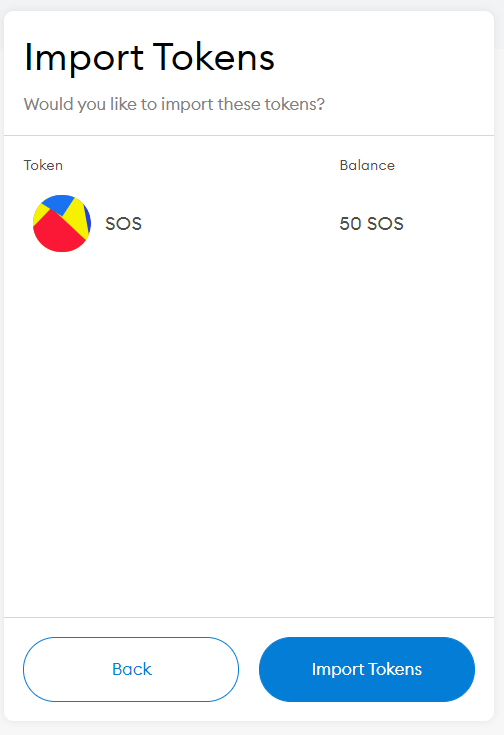 Import Tokens
Would you like to import these tokens?
Token Balance
SOS 50 SOS
Back Import Tokens